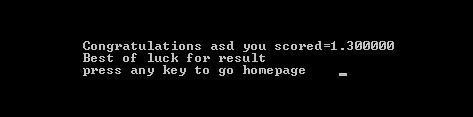 Congratulations asd you scored=1.300000
Best of luck for result
press any key to go homepage